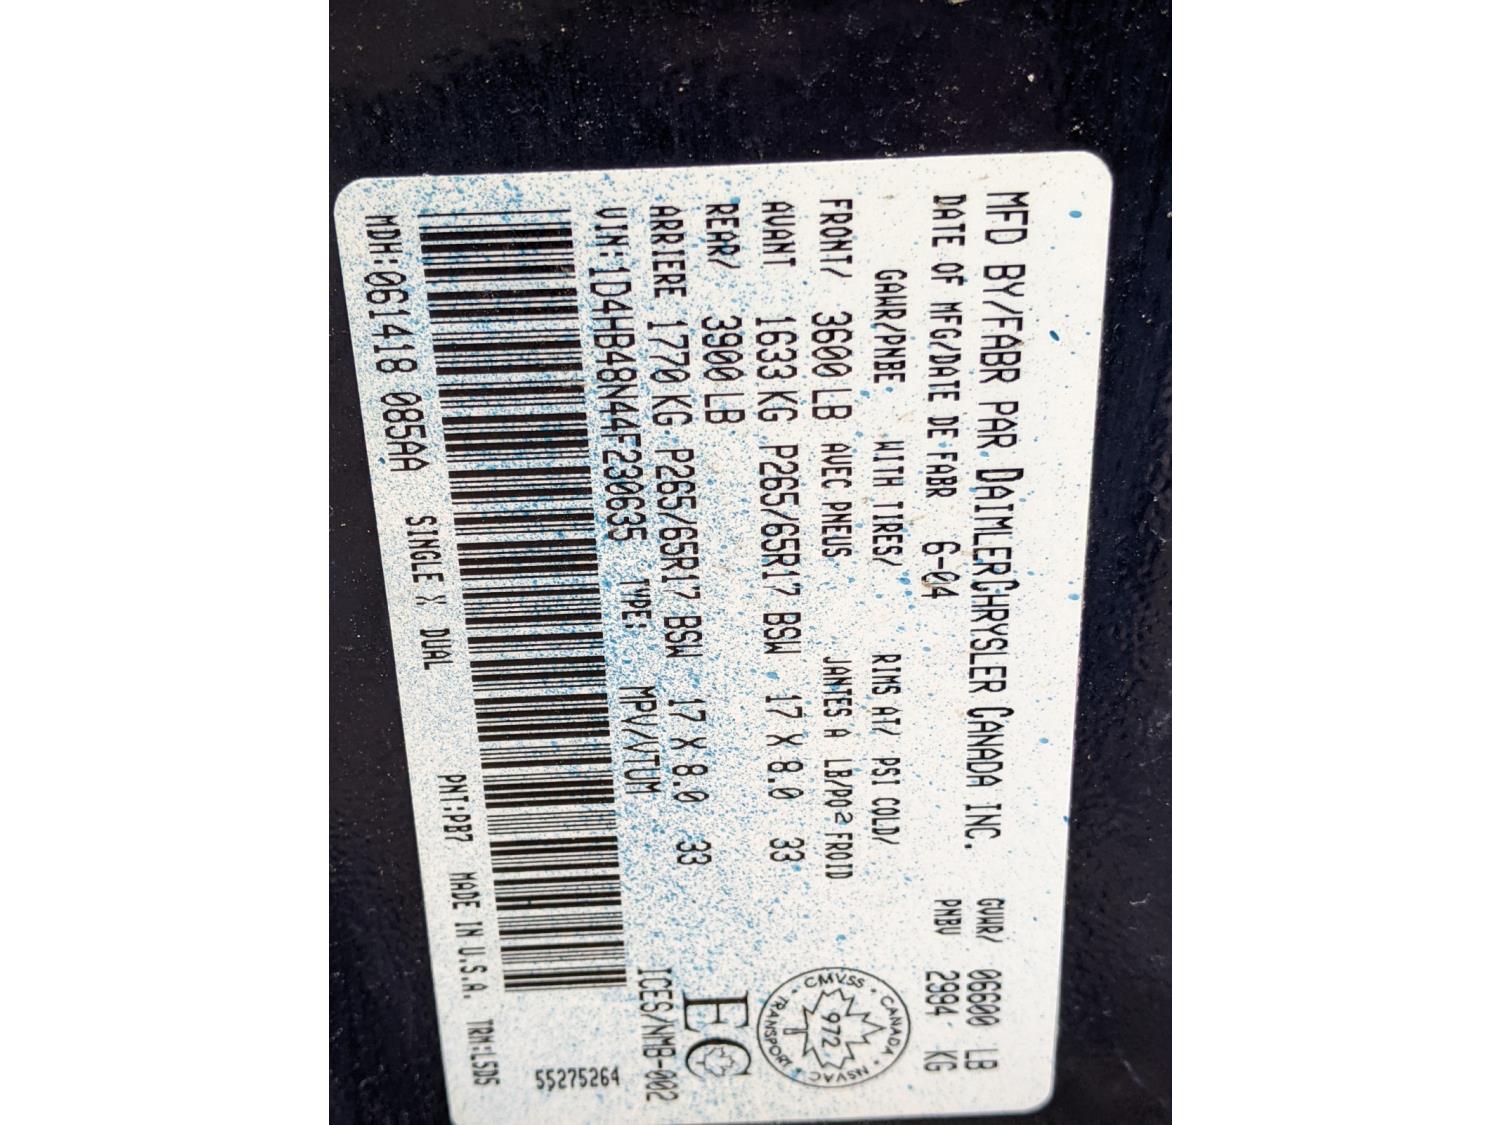 MFD BY/FABR PAR DAIMLERCHRYSLER CANADA INC.
DATE OF MFG/DATE DE FABR 6-04
GVWR/ 06600 LB
PNBV 2994 KG
GAWR/PNBE WITH TIRES/ RIMS AT/ PSI COLD/
FRONT/ 3600 LB AVEC PNEUS JANTES A LB/PO² FROID
AVANT 1633 KG P265/65R17 BSW 17 X 8.0 33
REAR/ 3900 LB
ARRIERE 1770 KG P265/65R17 BSW 17 X 8.0 33
VIN:1D4HB48N44F230635 TYPE: MPV/VTUM ICES/NMB-002
CMVSS • CANADA • NSVAC • TRANSPORT •
972
EC
55275264
MDH:061418 085AA SINGLE X DUAL PNT:PB7 MADE IN U.S.A. TRM:L5D5